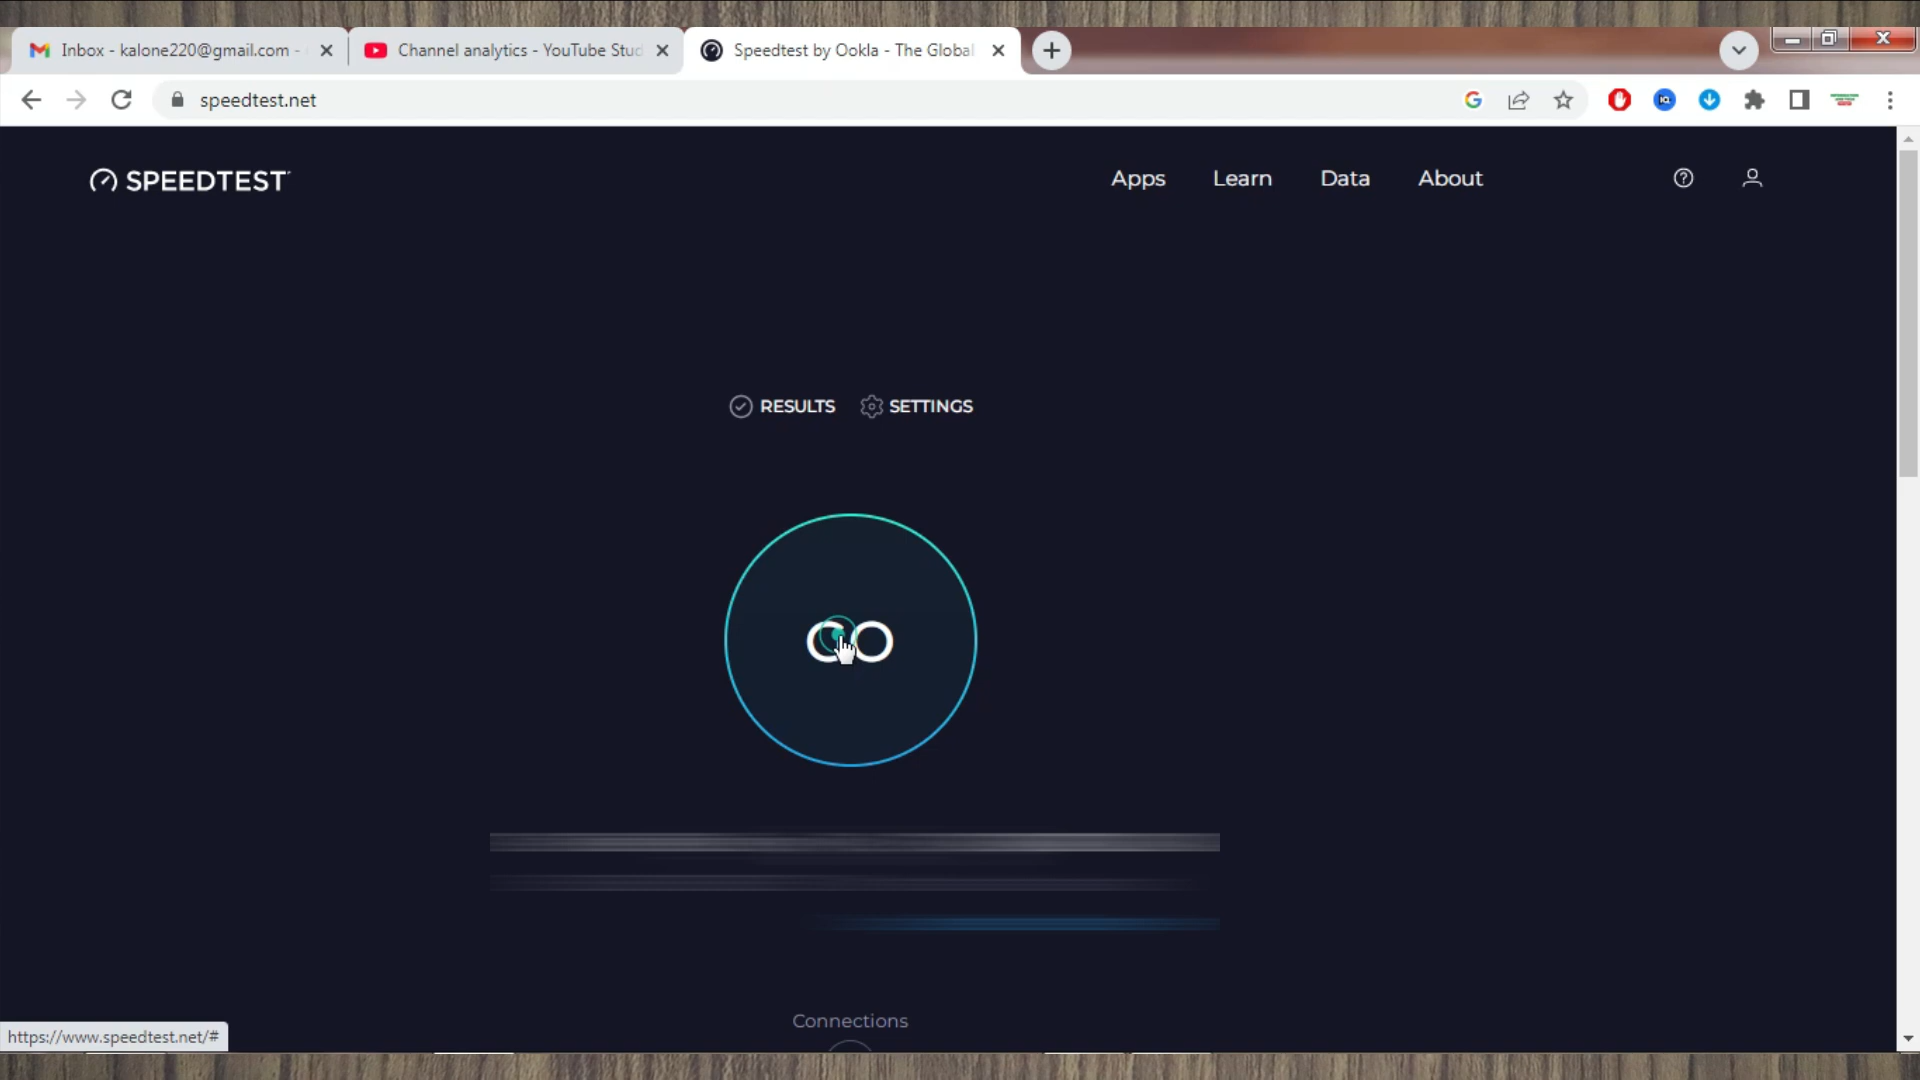 Inbox - kalone220@gmail.com -
Channel analytics - YouTube Stud
Speedtest by Ookla - The Global
speedtest.net
SPEEDTEST
Apps
Learn
Data
About
RESULTS
SETTINGS
GO
Connections
https://www.speedtest.net/#